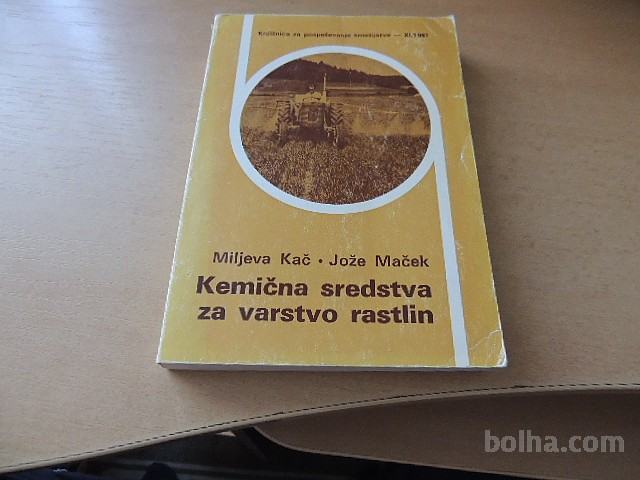 Knjižnica za pospeševanje kmetijstva — XI,1981
Miljeva Kač • Jože Maček
Kemična sredstva
za varstvo rastlin
bolha.com